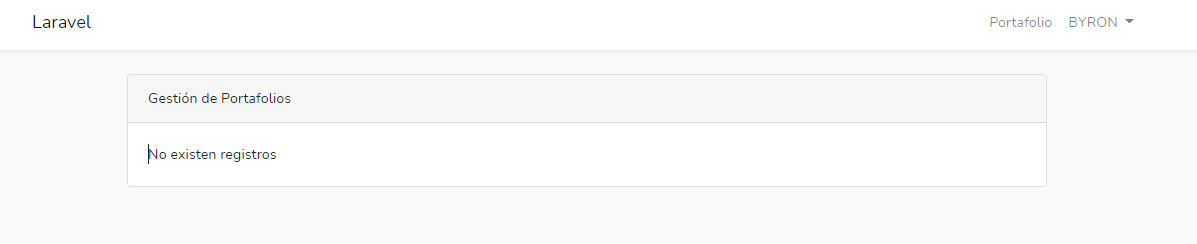 Laravel Portafolio BYRON
Gestión de Portafolios
No existen registros